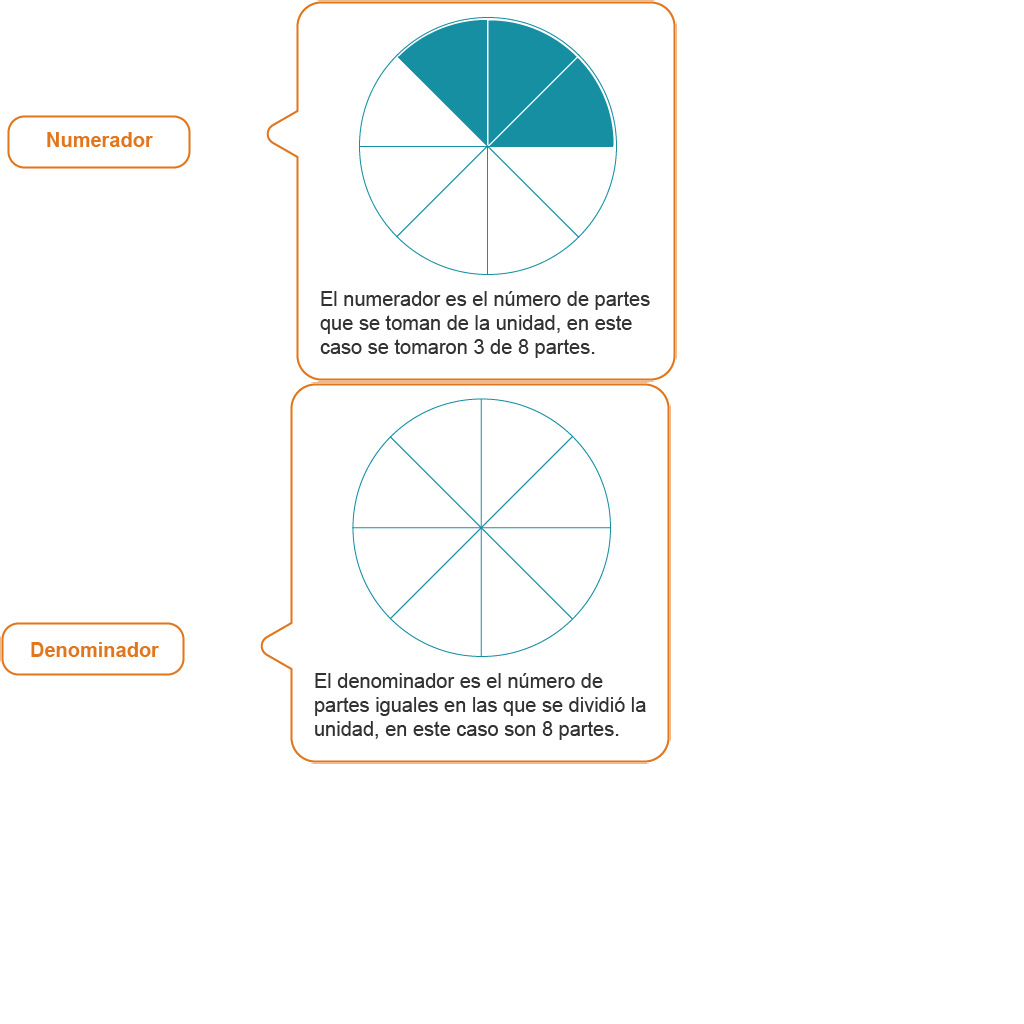 Numerador
El numerador es el número de partes
que se toman de la unidad, en este
caso se tomaron 3 de 8 partes.
Denominador
El denominador es el número de
partes iguales en las que se dividió la
unidad, en este caso son 8 partes.